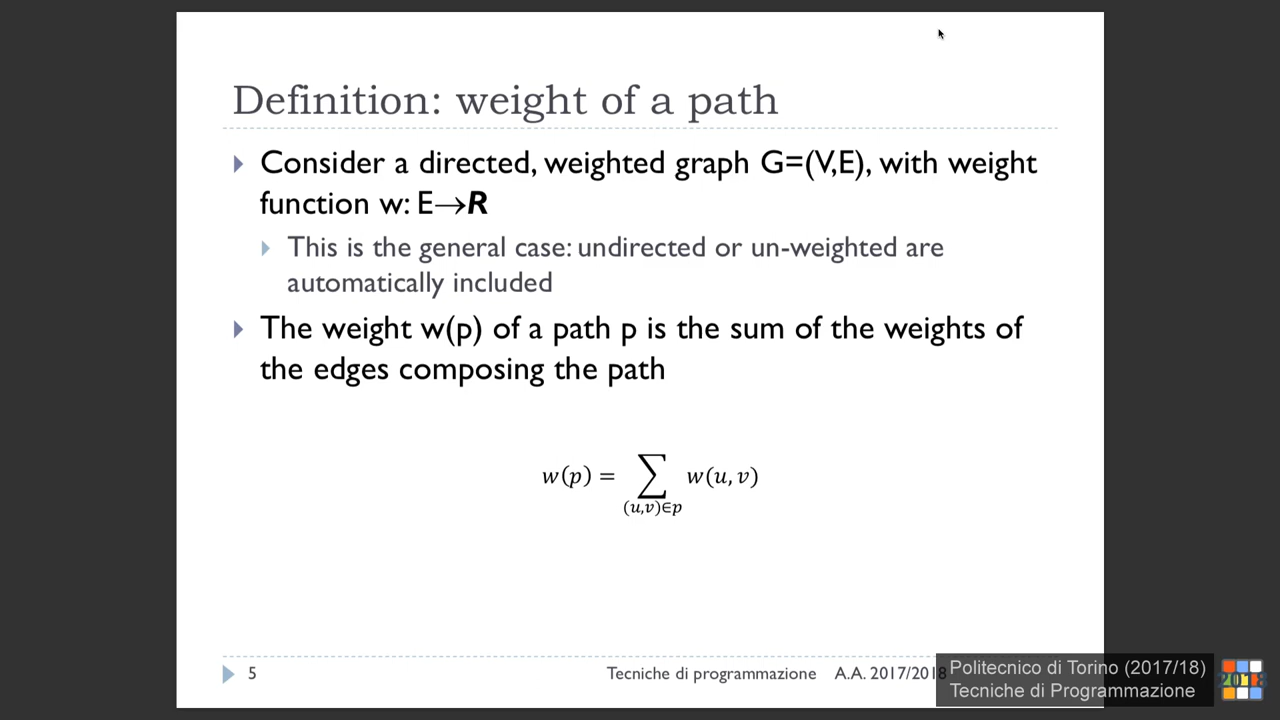 Definition: weight of a path
Consider a directed, weighted graph G=(V,E), with weight
function w: E→R
This is the general case: undirected or un-weighted are
automatically included
The weight w(p) of a path p is the sum of the weights of
the edges composing the path
w(p) = ∑ w(u, v)
(u,v)∈p
5 Tecniche di programmazione A.A. 2017/2018
Politecnico di Torino (2017/18)
Tecniche di Programmazione
2018